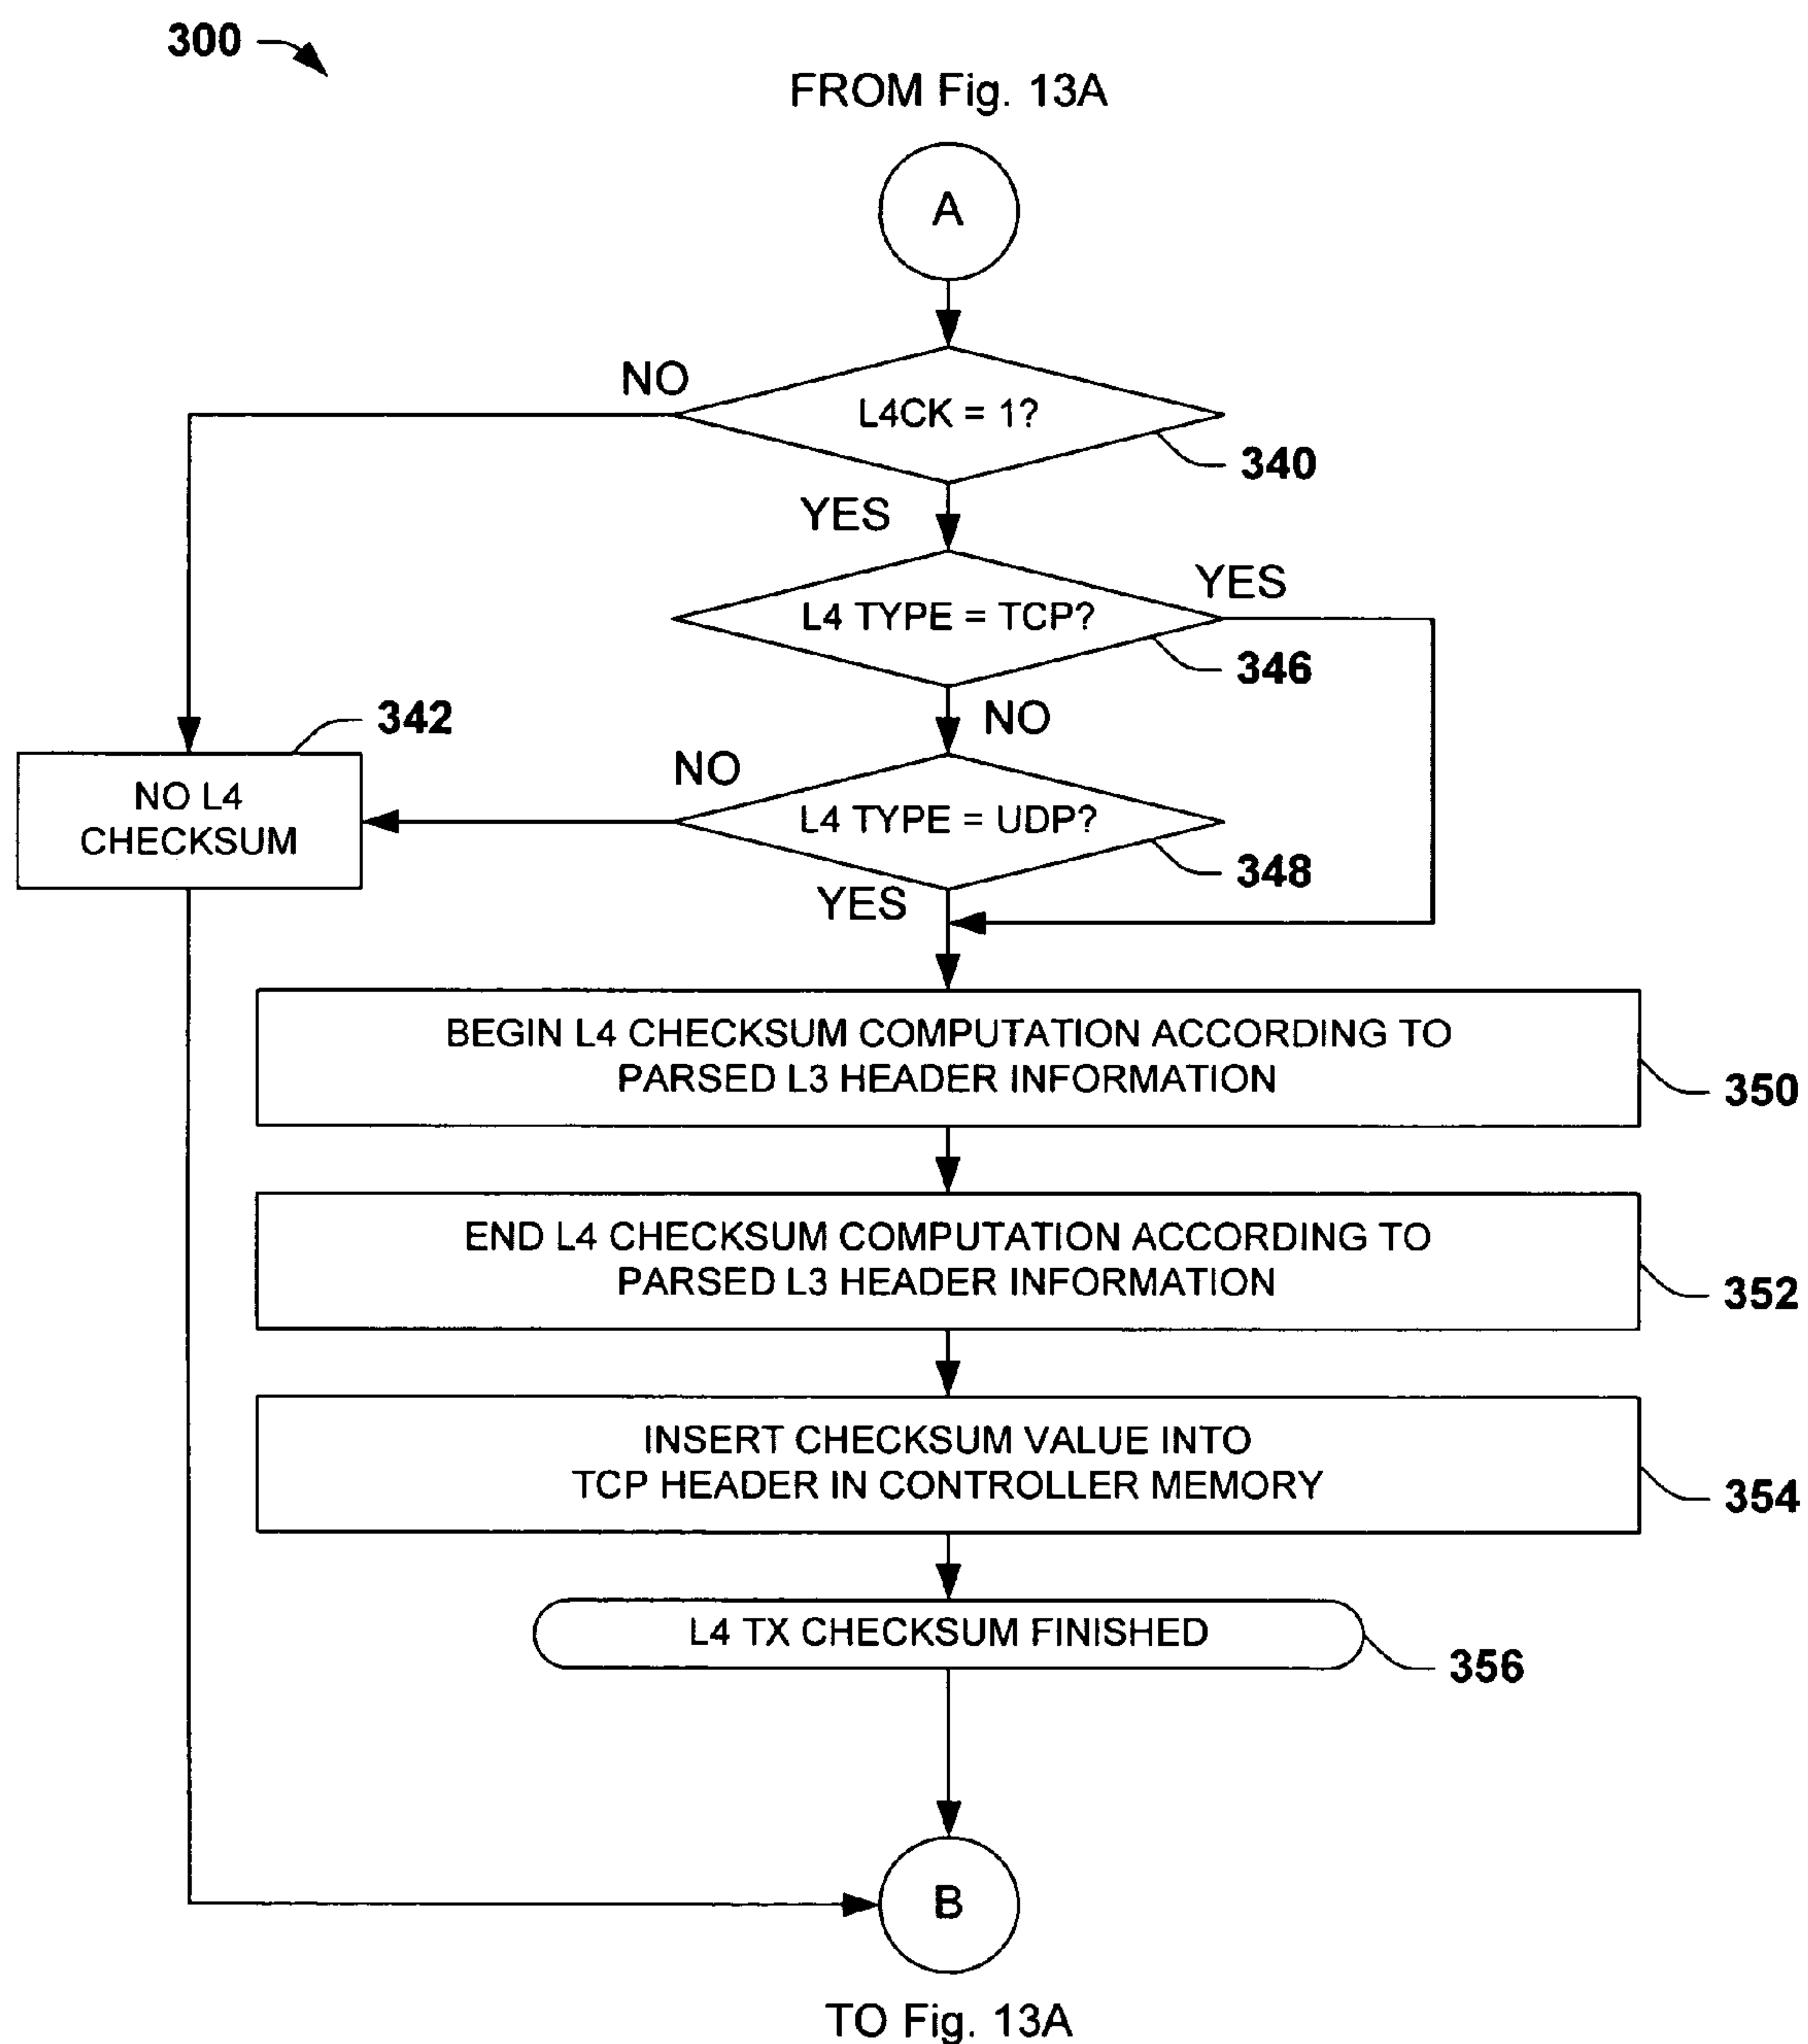 300
FROM Fig. 13A
A
NO
L4CK = 1?
340
YES
YES
L4 TYPE = TCP?
346
342
NO
NO
NO L4
CHECKSUM
L4 TYPE = UDP?
348
YES
BEGIN L4 CHECKSUM COMPUTATION ACCORDING TO
PARSED L3 HEADER INFORMATION
350
END L4 CHECKSUM COMPUTATION ACCORDING TO
PARSED L3 HEADER INFORMATION
352
INSERT CHECKSUM VALUE INTO
TCP HEADER IN CONTROLLER MEMORY
354
L4 TX CHECKSUM FINISHED
356
B
TO Fig. 13A